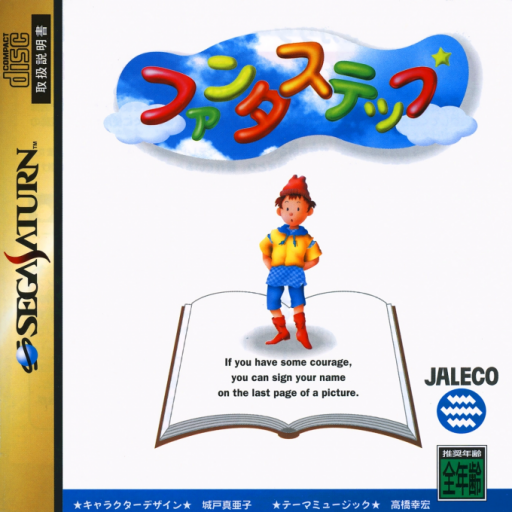 COMPACT
disc
取扱説明書
SEGA SATURN™
ファンタステップ
If you have some courage,
you can sign your name
on the last page of a picture.
JALECO
推奨年齢
全年齢
★キャラクターデザイン★ 城戸真亜子 ★テーマミュージック★ 高橋幸宏